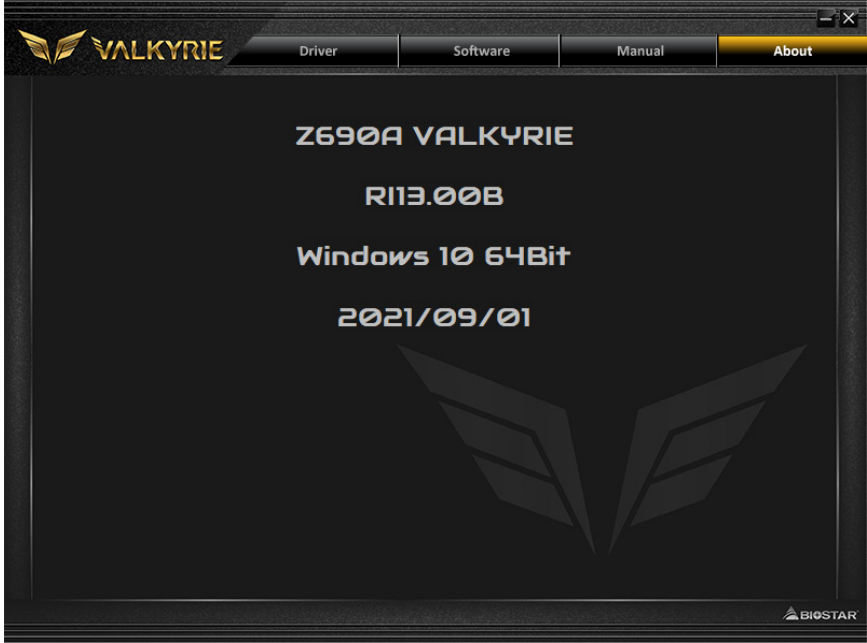 VALKYRIE
Driver Software Manual About
Z690A VALKYRIE
RI13.00B
Windows 10 64Bit
2021/09/01
BIOSTAR